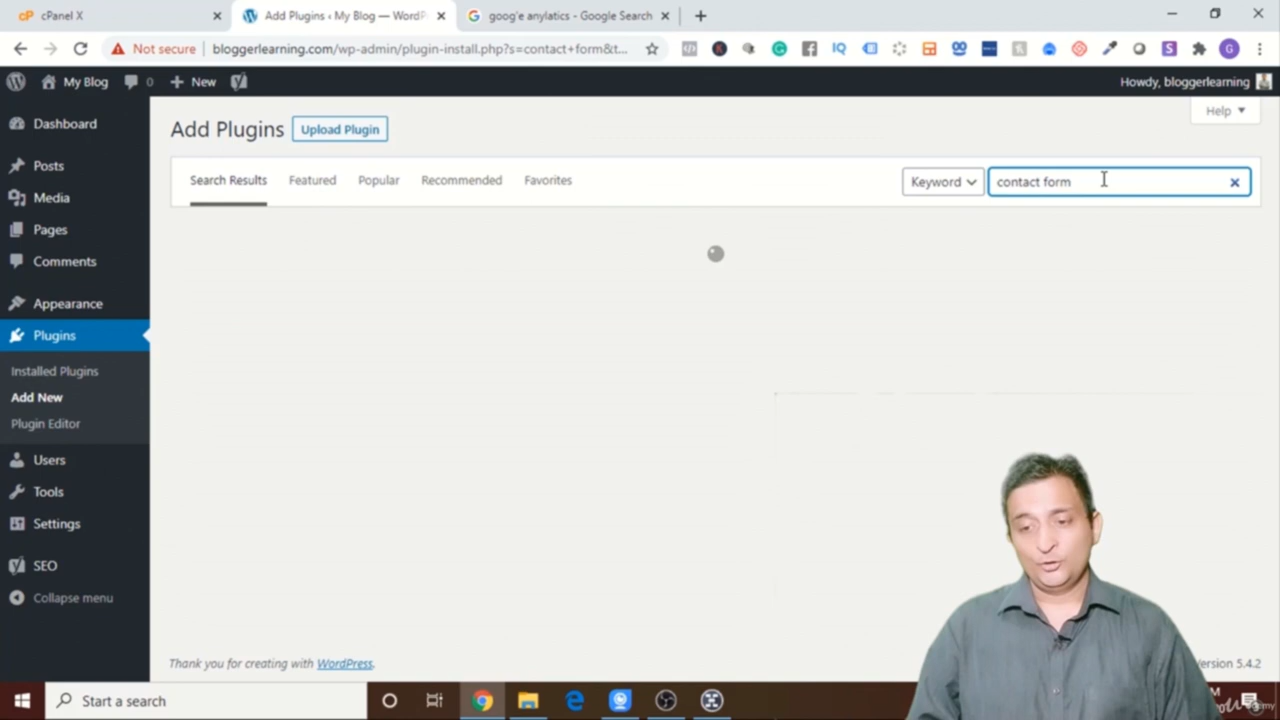 cPanel X
Add Plugins ‹ My Blog — WordP
goog'e anylatics - Google Search
Not secure
bloggerlearning.com/wp-admin/plugin-install.php?s=contact+form&t...
My Blog
0
New
Howdy, bloggerlearning
Help
Dashboard
Posts
Media
Pages
Comments
Appearance
Plugins
Installed Plugins
Add New
Plugin Editor
Users
Tools
Settings
SEO
Collapse menu
Add Plugins
Upload Plugin
Search Results
Featured
Popular
Recommended
Favorites
Keyword
contact form
Thank you for creating with WordPress.
ersion 5.4.2
Start a search